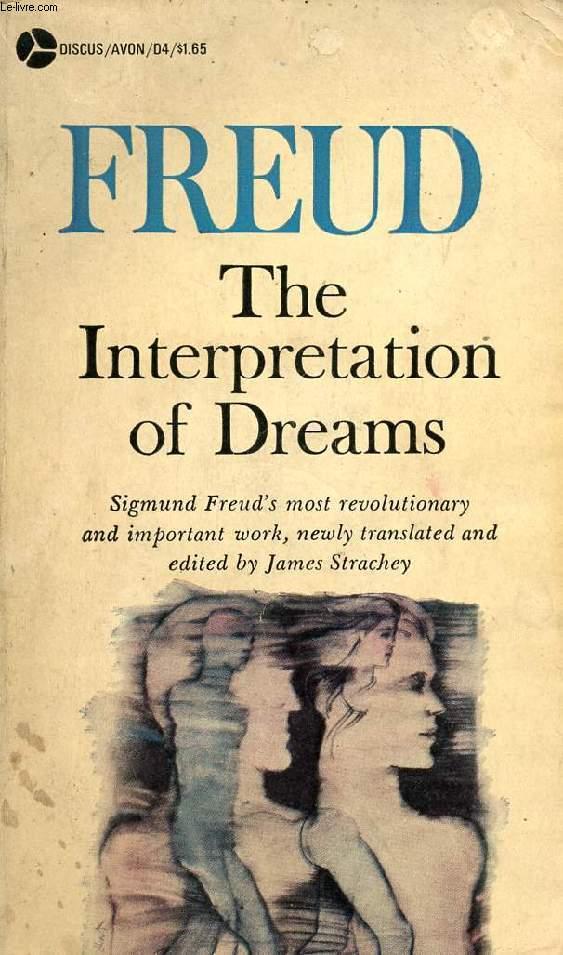 Le-livre.com
DISCUS/AVON/D4/$1.65
FREUD
The
Interpretation
of Dreams
Sigmund Freud's most revolutionary
and important work, newly translated and
edited by James Strachey